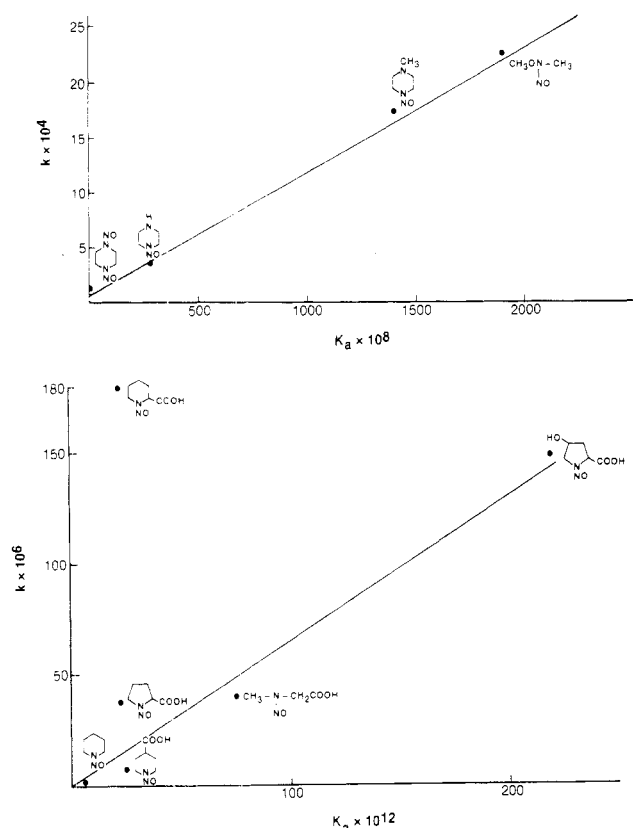 25
20
15
10
5
k × 10⁴
CH₃
N
N
NO
CH₃ON–CH₃
NO
NO
N
N
NO
H
N
N
NO
500
1000
1500
2000
Kₐ × 10⁸
180
150
100
50
k × 10⁶
N
NO
CCOH
HO
N
NO
COOH
N
NO
COOH
CH₃–N–CH₂COOH
NO
N
NO
COOH
N
NO
100
200
Kₐ × 10¹²